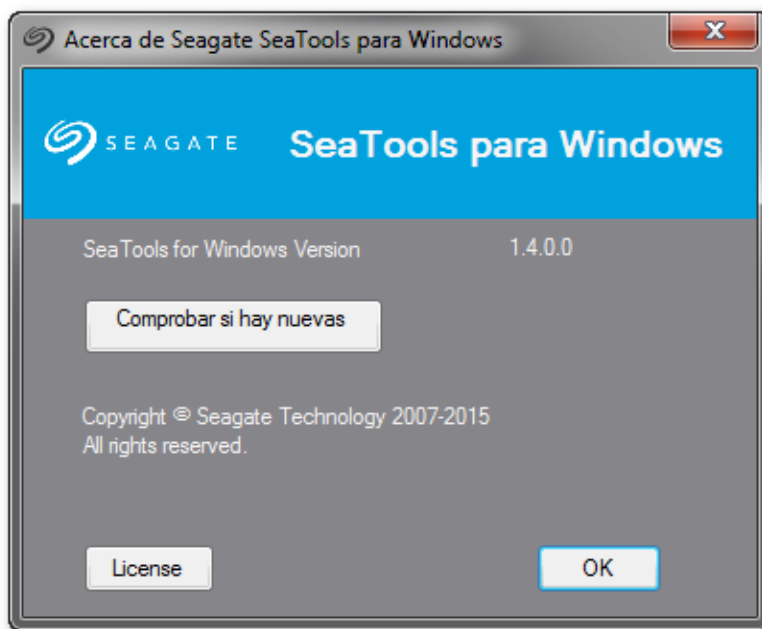 Acerca de Seagate SeaTools para Windows
SEAGATE SeaTools para Windows
SeaTools for Windows Version 1.4.0.0
Comprobar si hay nuevas
Copyright © Seagate Technology 2007-2015
All rights reserved.
License OK